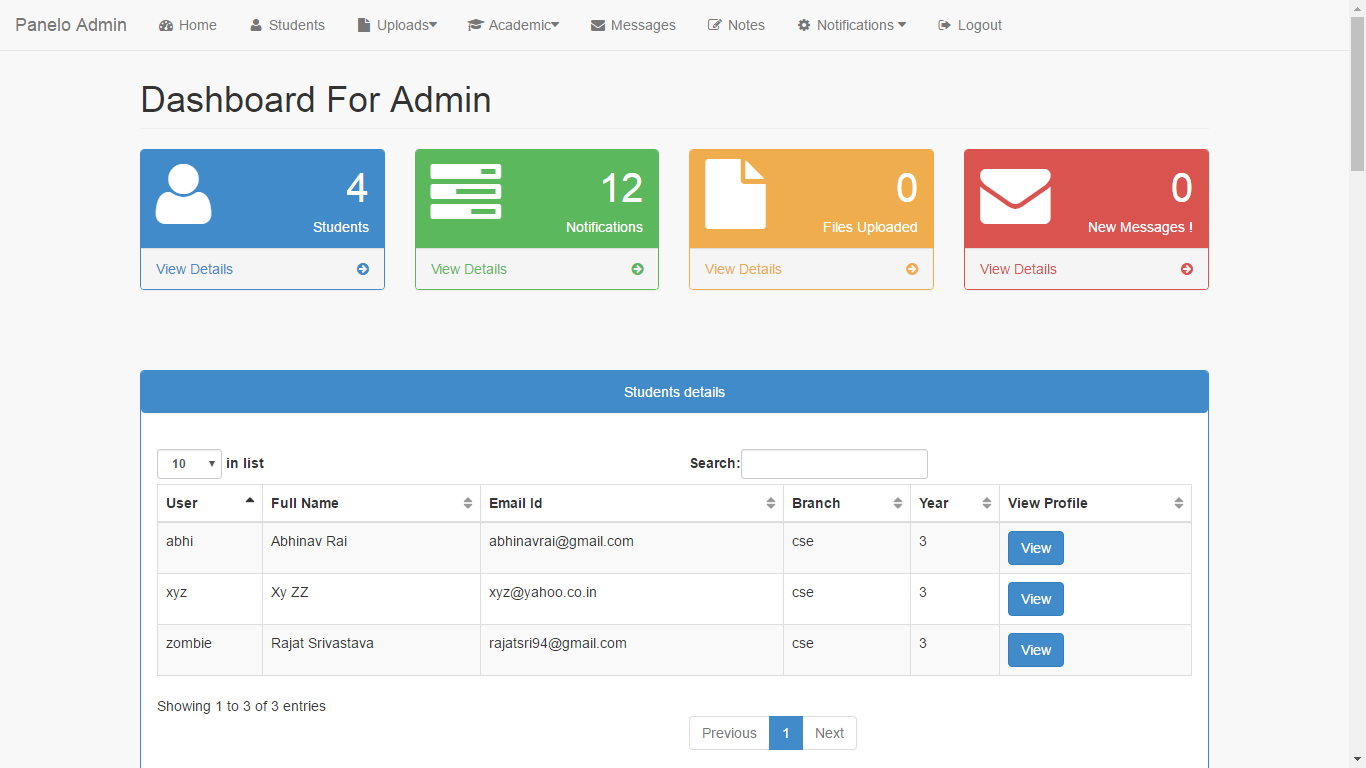 Panelo Admin Home Students Uploads Academic Messages Notes Notifications Logout
Dashboard For Admin
4
Students
View Details
12
Notifications
View Details
0
Files Uploaded
View Details
0
New Messages !
View Details
Students details
10 in list Search:
User Full Name Email Id Branch Year View Profile
abhi Abhinav Rai abhinavrai@gmail.com cse 3 View
xyz Xy ZZ xyz@yahoo.co.in cse 3 View
zombie Rajat Srivastava rajatsri94@gmail.com cse 3 View
Showing 1 to 3 of 3 entries
Previous 1 Next